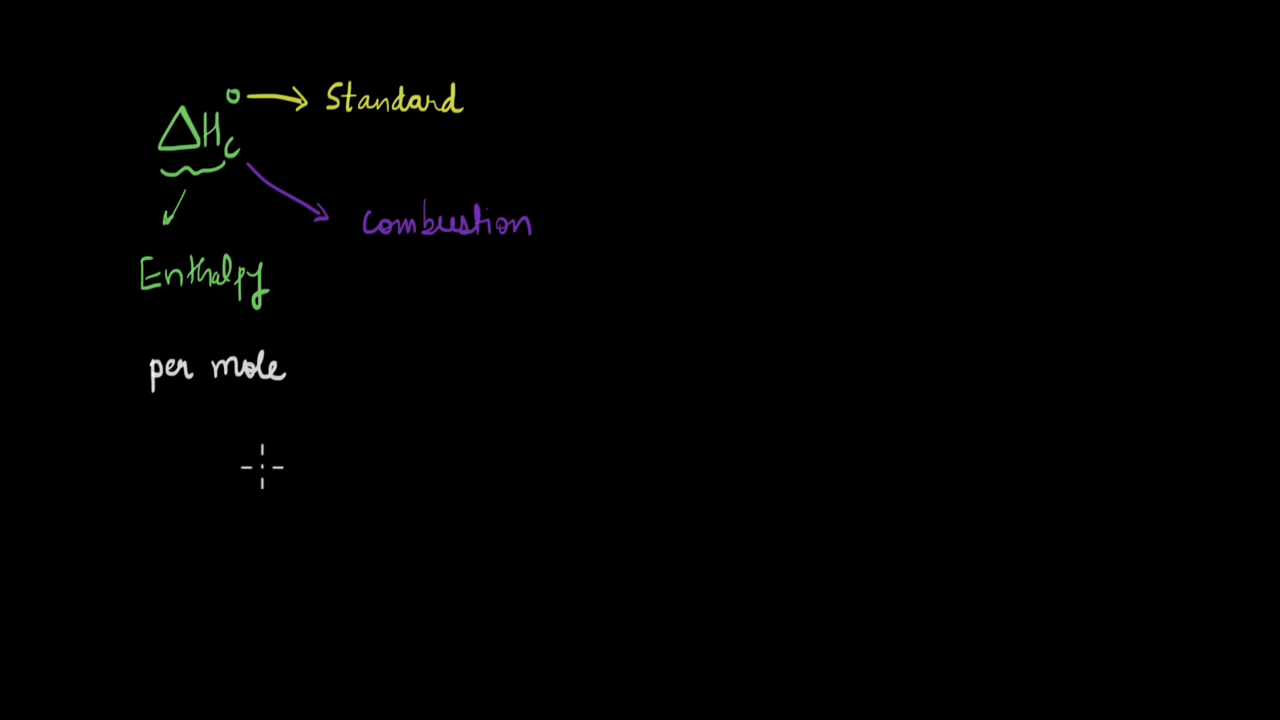 ΔH°c → Standard
Combustion
Enthalpy
per mole